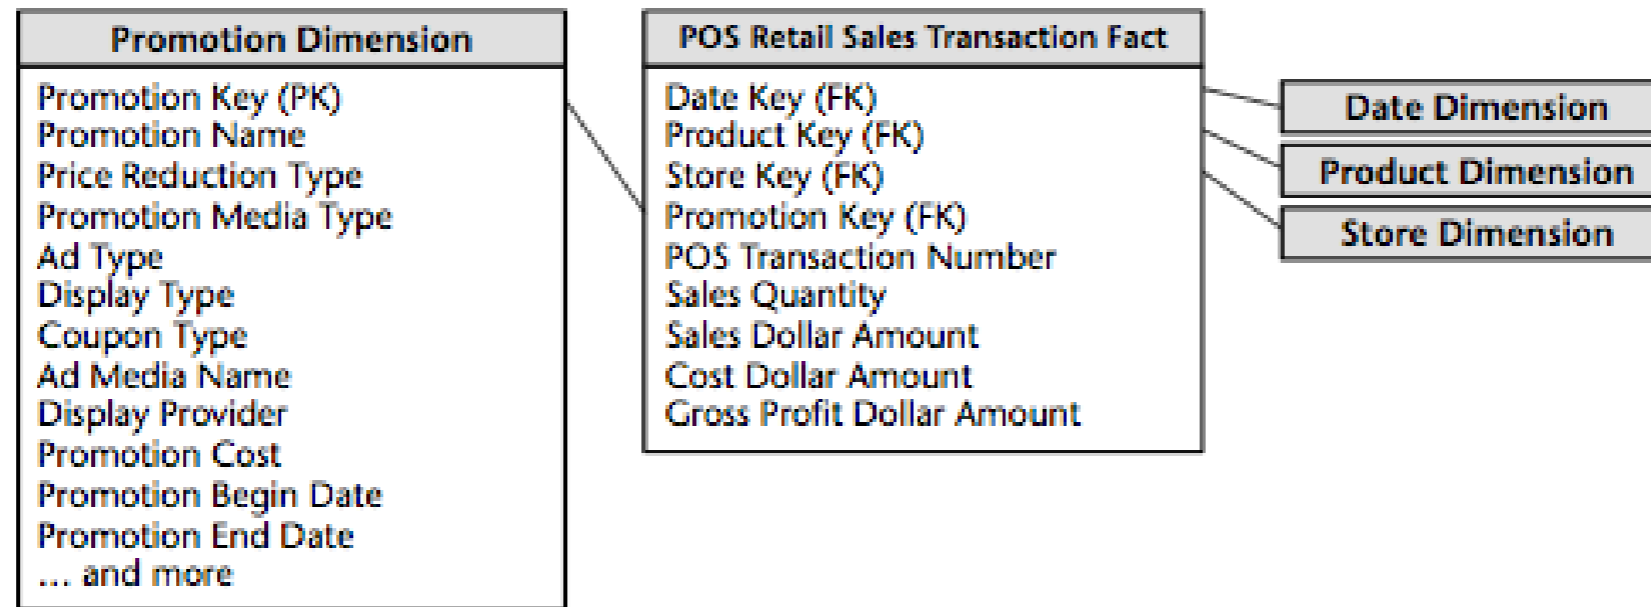 Promotion Dimension
Promotion Key (PK)
Promotion Name
Price Reduction Type
Promotion Media Type
Ad Type
Display Type
Coupon Type
Ad Media Name
Display Provider
Promotion Cost
Promotion Begin Date
Promotion End Date
... and more
POS Retail Sales Transaction Fact
Date Key (FK)
Product Key (FK)
Store Key (FK)
Promotion Key (FK)
POS Transaction Number
Sales Quantity
Sales Dollar Amount
Cost Dollar Amount
Gross Profit Dollar Amount
Date Dimension
Product Dimension
Store Dimension